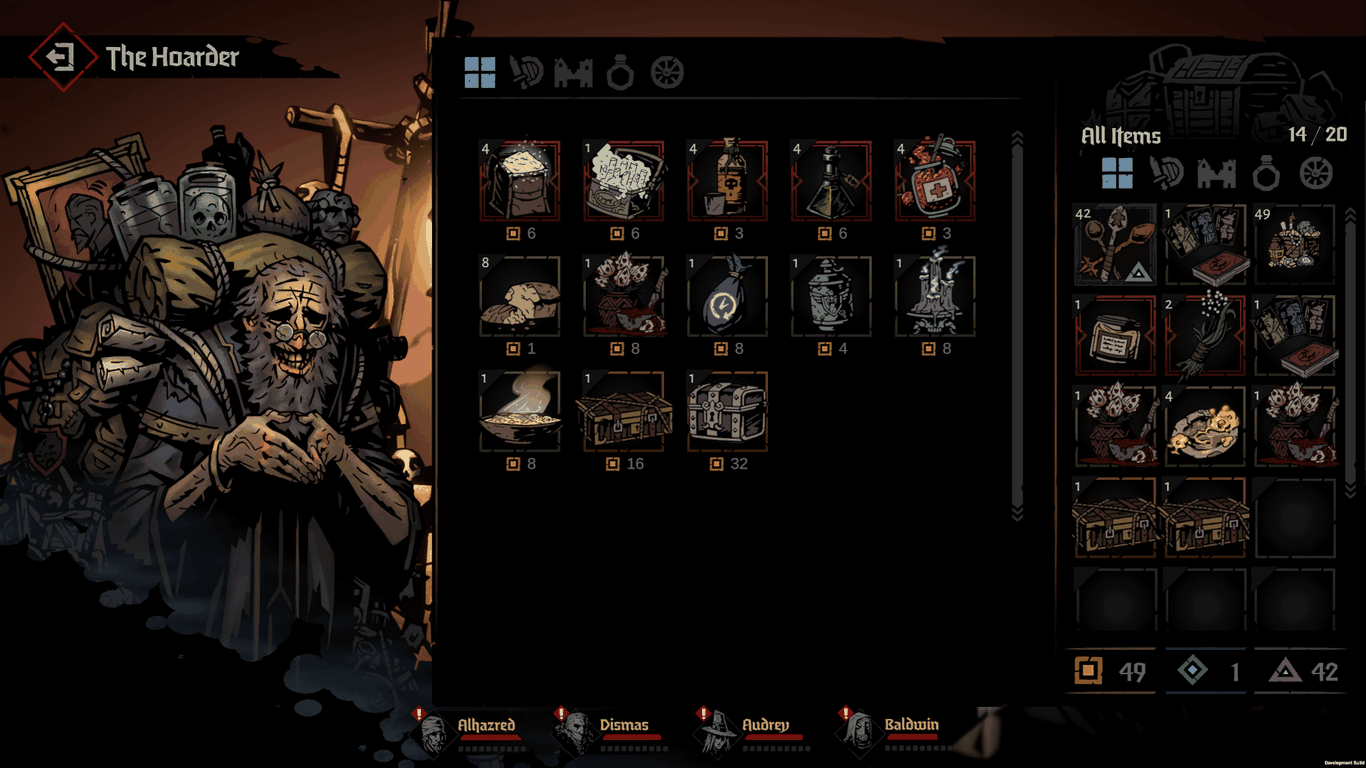 The Hoarder
All Items 14 / 20
4 1 4 4 4
6 6 3 6 3
8 1 1 1 1
1 8 8 4 8
1 1 1
8 16 32
42 1 49
1 2 1
1 4 1
1 1
49 1 42
! Alhazred ! Dismas ! Audrey ! Baldwin
Development Build